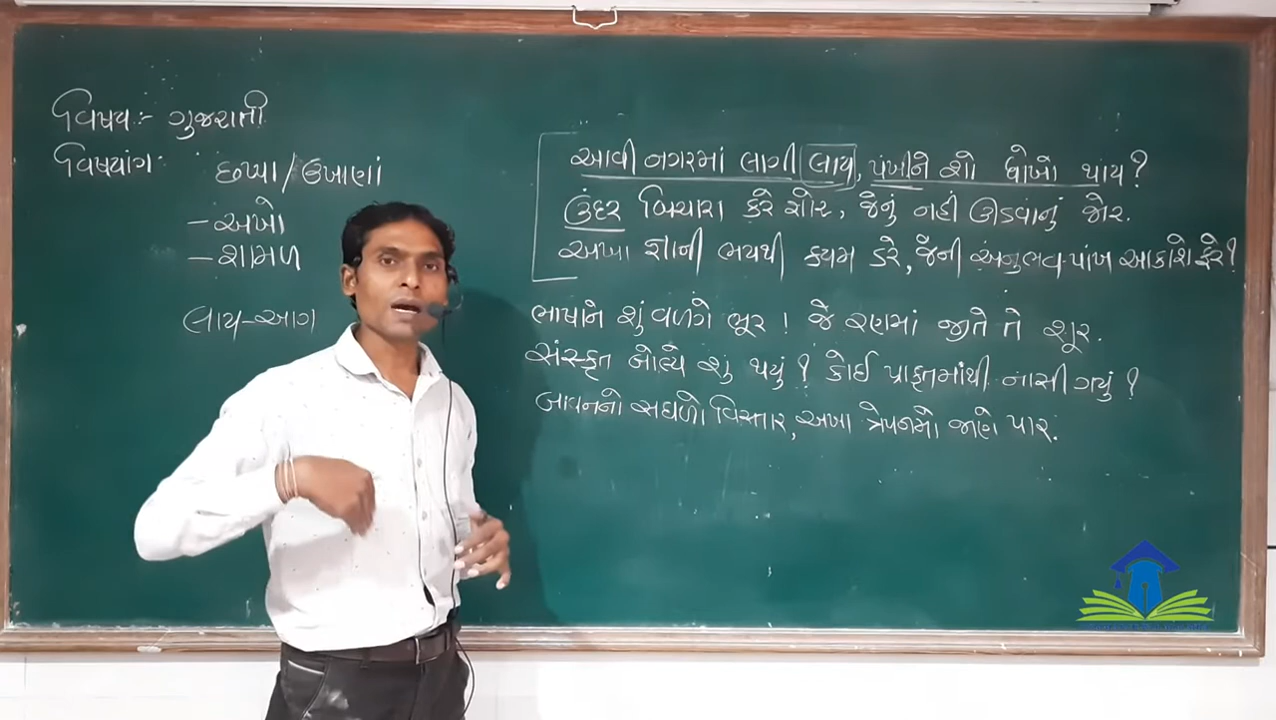 વિષય:- ગુજરાતી
વિષયાંગ: છપ્પા/ઉખાણાં
- અખો
- શામળ
લાય-આગ
આવી નગરમાં લાગી લાય, પંખીને શો ધોખો થાય?
ઉંદર બિચારા કરે શોર, જેનું નહીં ઊડવાનું જોર.
અખા જ્ઞાની ભયથી ક્યમ ડરે, જેની અનુભવ-પાંખ આકાશે ફરે?
ભાષાને શું વળગે ભૂર! જે રણમાં જીતે તે શૂર.
સંસ્કૃત બોલ્યે શું થયું? કોઈ પ્રાકૃતમાંથી નાસી ગયું?
બાવનનો સઘળો વિસ્તાર, અખા ત્રેપનમો જાણે પાર.